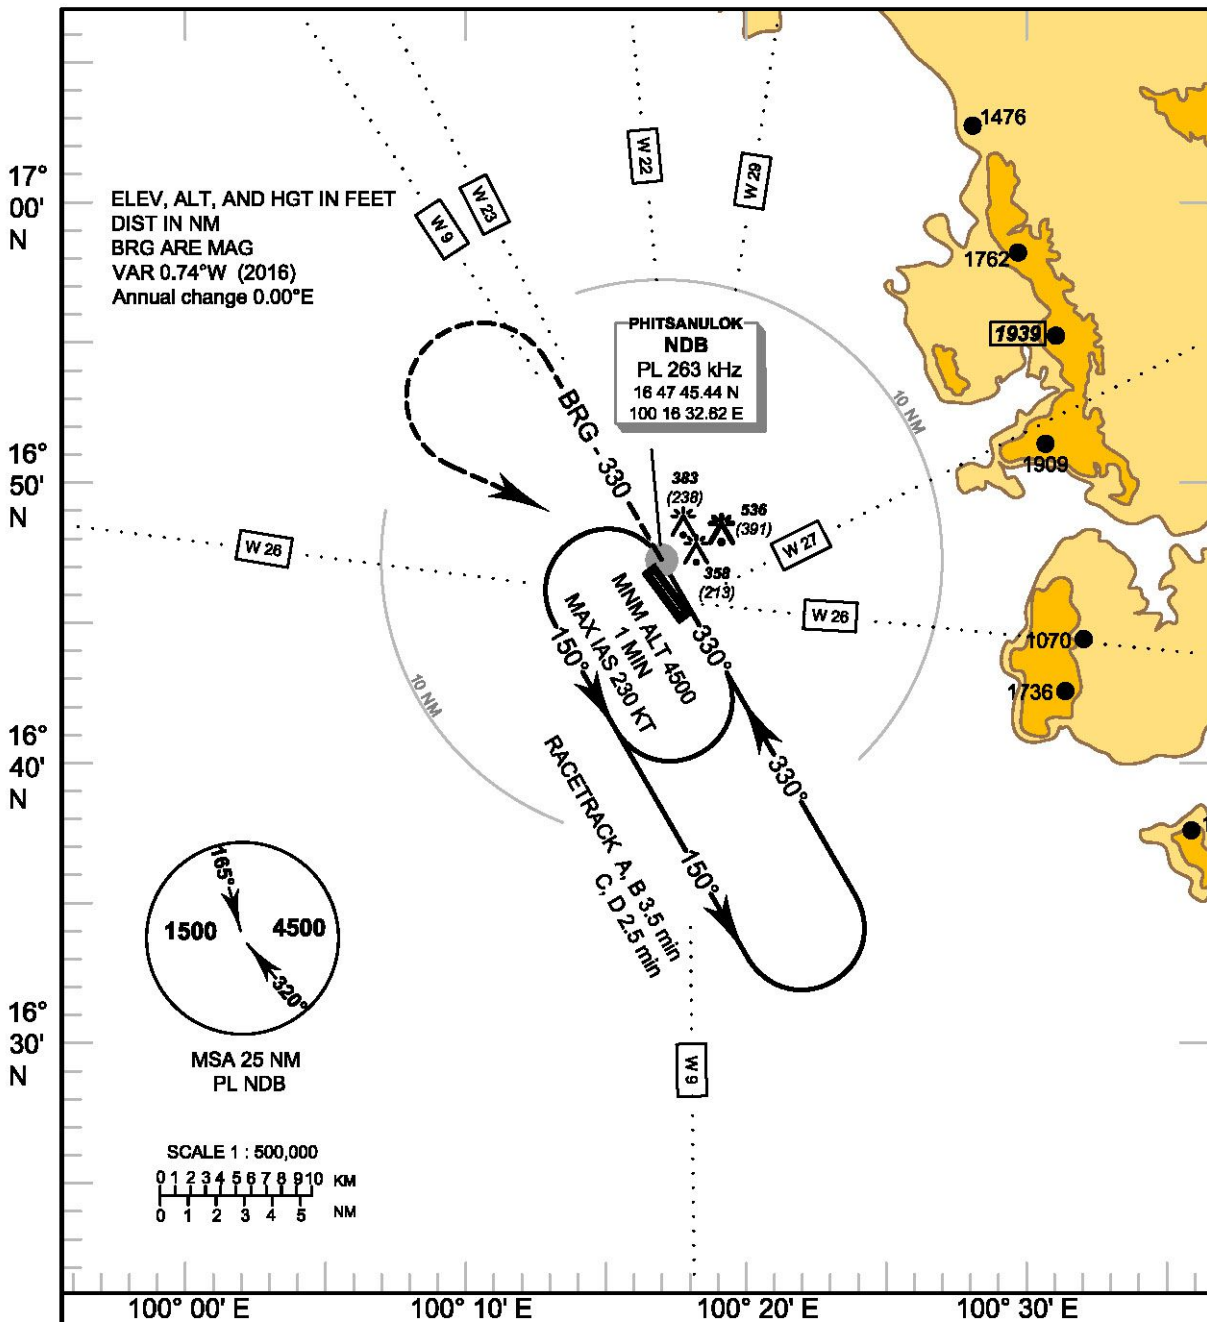 1476
17°
00'
N
ELEV, ALT, AND HGT IN FEET
DIST IN NM
BRG ARE MAG
VAR 0.74°W (2016)
Annual change 0.00°E
W 9
W 23
W 22
W 29
1762
1939
1909
PHITSANULOK
NDB
PL 263 kHz
16 47 45.44 N
100 16 32.62 E
10 NM
BRG - 330
16°
50'
N
383
(238)
536
(391)
358
(213)
W 26
W 27
W 26
1070
1736
MNM ALT 4500
1 MIN
MAX IAS 230 KT
150°
330°
10 NM
16°
40'
N
330°
150°
RACETRACK A, B 3.5 min
C, D 2.5 min
165°
1500
4500
320°
MSA 25 NM
PL NDB
16°
30'
N
W 9
SCALE 1 : 500,000
0 1 2 3 4 5 6 7 8 9 10 KM
0 1 2 3 4 5 NM
100° 00' E
100° 10' E
100° 20' E
100° 30' E